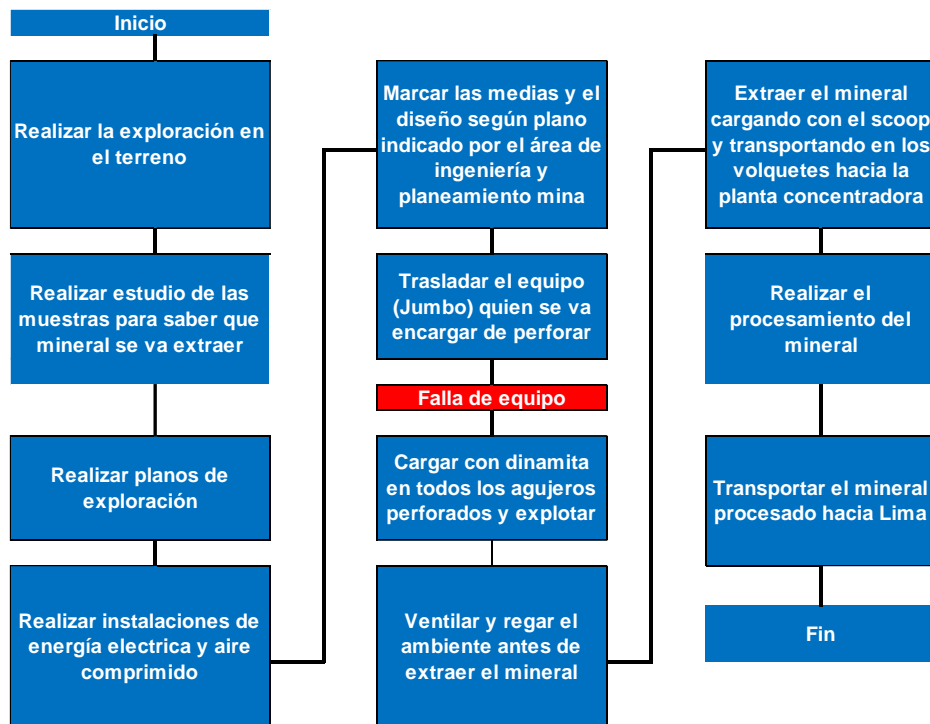 Inicio
Realizar la exploración en
el terreno
Realizar estudio de las
muestras para saber que
mineral se va extraer
Realizar planos de
exploración
Realizar instalaciones de
energía electrica y aire
comprimido
Marcar las medias y el
diseño según plano
indicado por el área de
ingeniería y
planeamiento mina
Trasladar el equipo
(Jumbo) quien se va
encargar de perforar
Falla de equipo
Cargar con dinamita
en todos los agujeros
perforados y explotar
Ventilar y regar el
ambiente antes de
extraer el mineral
Extraer el mineral
cargando con el scoop
y transportando en los
volquetes hacia la
planta concentradora
Realizar el
procesamiento del
mineral
Transportar el mineral
procesado hacia Lima
Fin